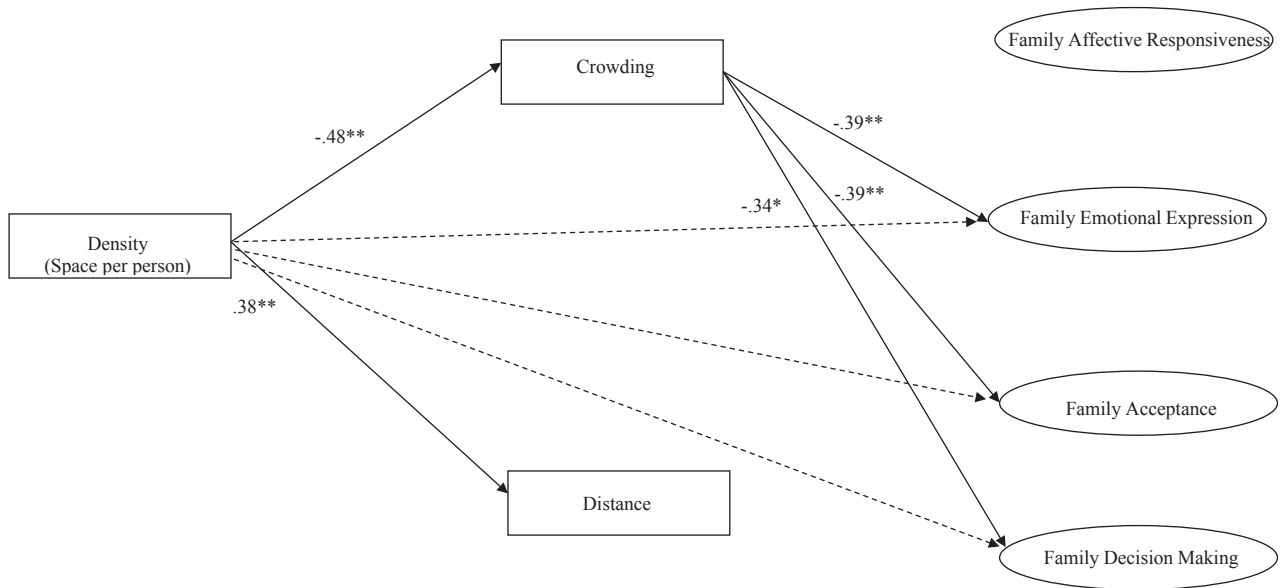 Family Affective Responsiveness
Crowding
-.48**
-.39**
-.39**
-.34*
Family Emotional Expression
Density
(Space per person)
.38**
Family Acceptance
Distance
Family Decision Making